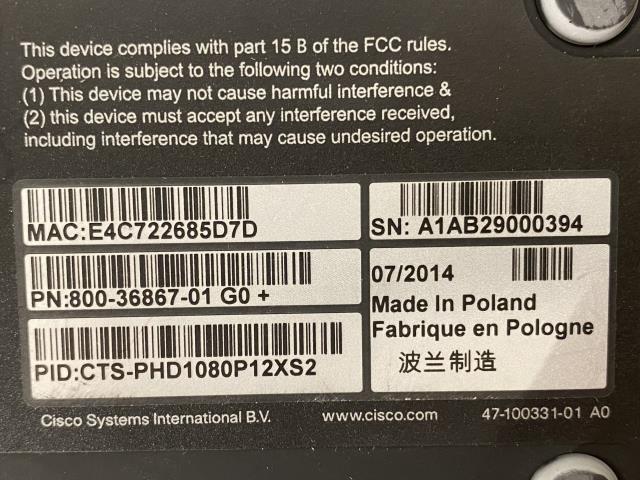 This device complies with part 15 B of the FCC rules.
Operation is subject to the following two conditions:
(1) This device may not cause harmful interference &
(2) this device must accept any interference received,
including interference that may cause undesired operation.
MAC:E4C722685D7D
SN: A1AB29000394
PN:800-36867-01 G0 +
07/2014
Made In Poland
Fabrique en Pologne
波兰制造
PID:CTS-PHD1080P12XS2
Cisco Systems International B.V.
www.cisco.com
47-100331-01 A0